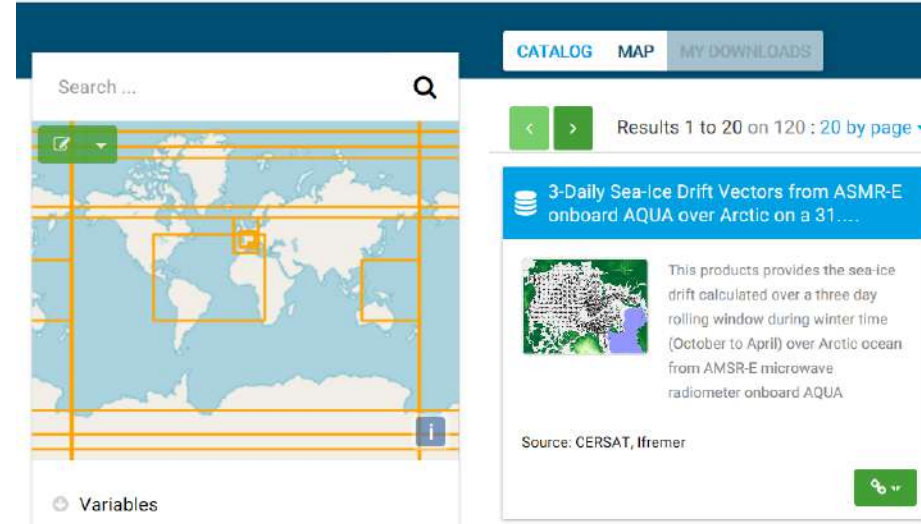 CATALOG MAP MY DOWNLOADS
Search ...
Results 1 to 20 on 120 : 20 by page
3-Daily Sea-Ice Drift Vectors from ASMR-E
onboard AQUA over Arctic on a 31....
This products provides the sea-ice
drift calculated over a three day
rolling window during winter time
(October to April) over Arctic ocean
from AMSR-E microwave
radiometer onboard AQUA
Source: CERSAT, Ifremer
i
Variables